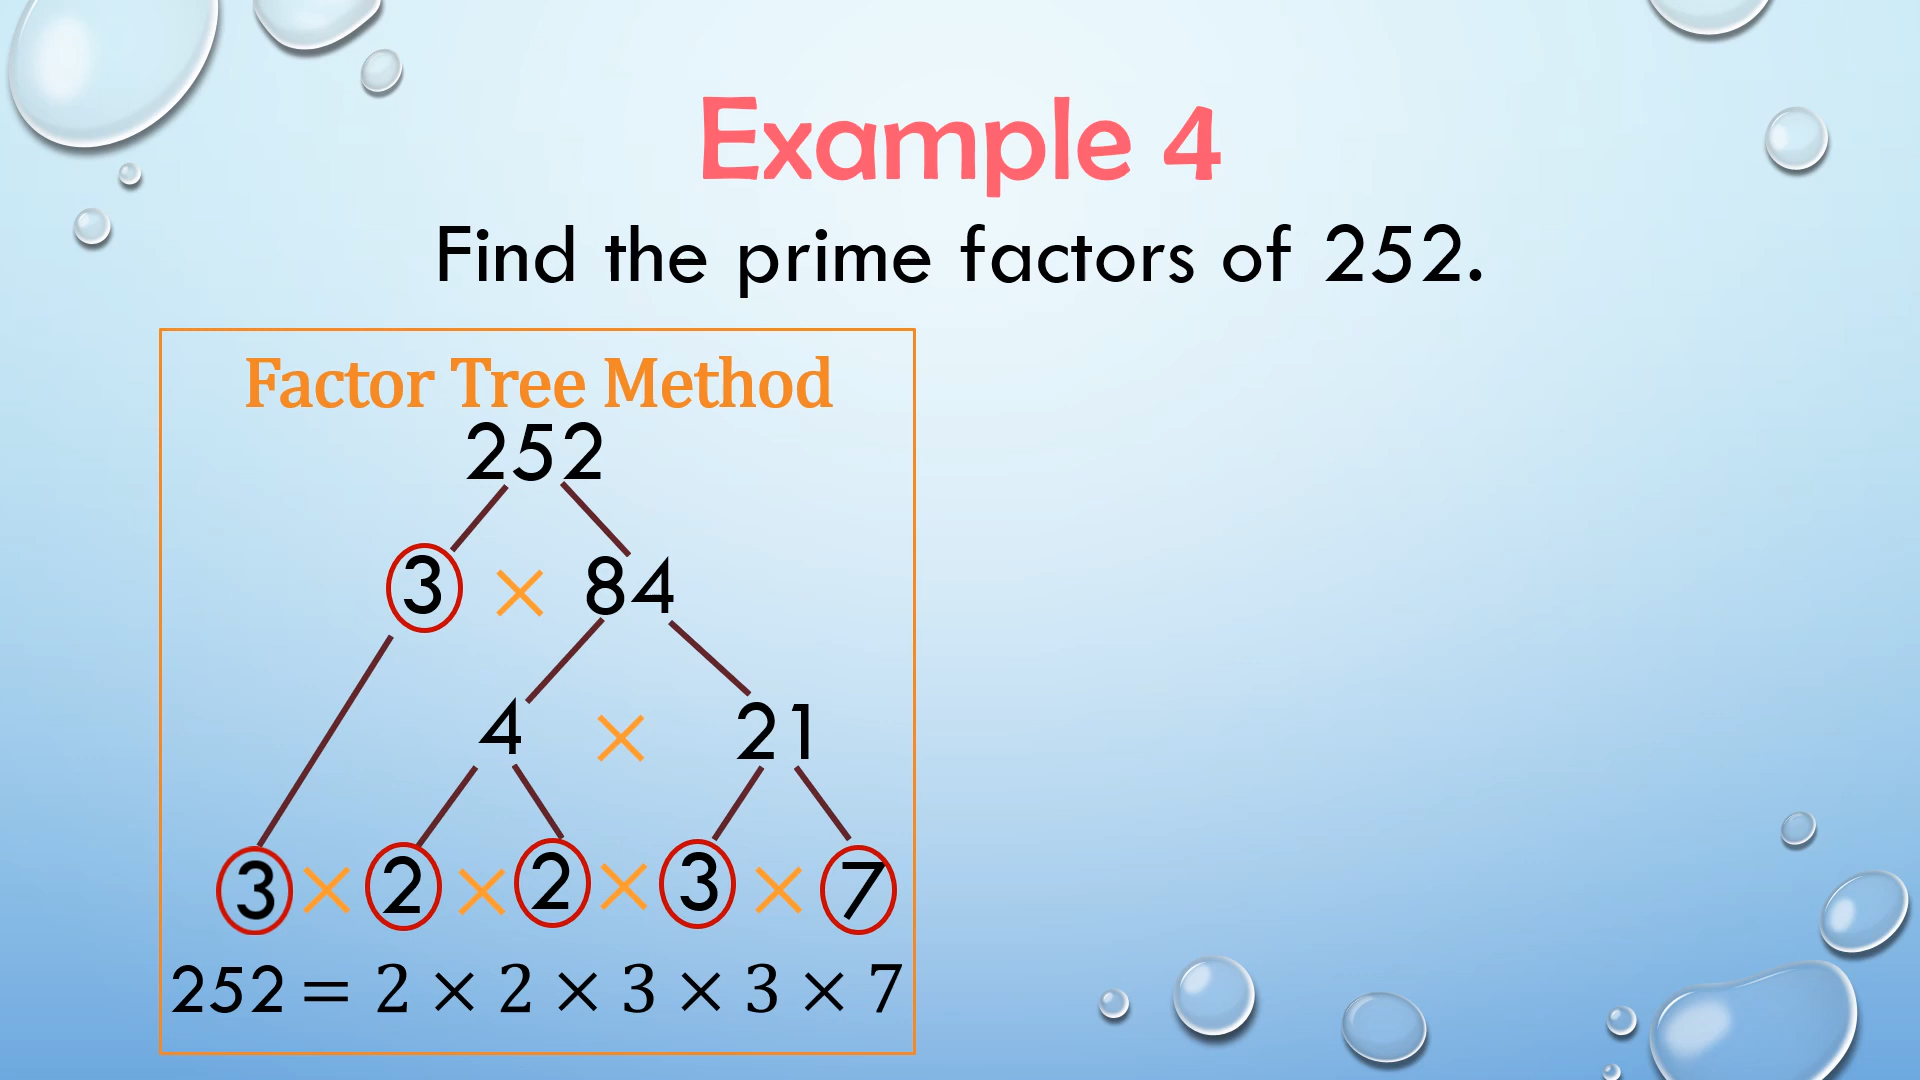 Example 4
Find the prime factors of 252.
Factor Tree Method
252
3 × 84
4 × 21
3 × 2 × 2 × 3 × 7
252 = 2 × 2 × 3 × 3 × 7